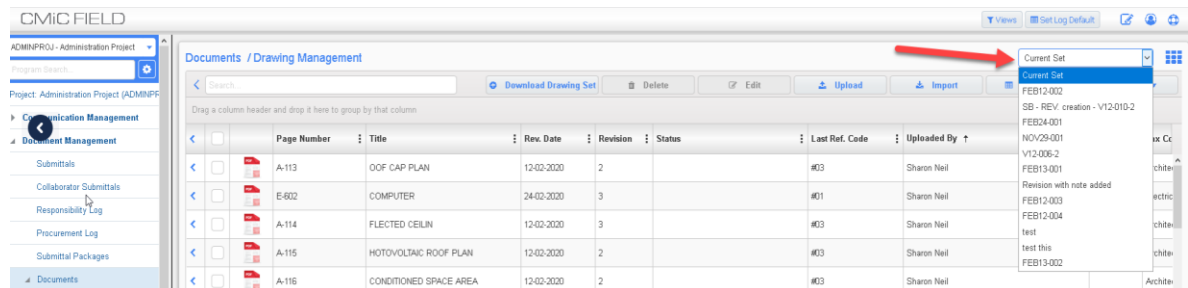 CMiC FIELD
Views
Set Log Default
ADMINPROJ - Administration Project
Program Search...
Project: Administration Project (ADMINPR
Communication Management
Document Management
Submittals
Collaborator Submittals
Responsibility Log
Procurement Log
Submittal Packages
Documents
Documents / Drawing Management
Current Set
Search...
Download Drawing Set
Delete
Edit
Upload
Import
Drag a column header and drop it here to group by that column
Page Number Title Rev. Date Revision Status Last Ref. Code Uploaded By
A-113 OOF CAP PLAN 12-02-2020 2 #03 Sharon Neil
E-602 COMPUTER 24-02-2020 3 #01 Sharon Neil
A-114 FLECTED CEILIN 12-02-2020 3 #03 Sharon Neil
A-115 HOTOVOLTAIC ROOF PLAN 12-02-2020 2 #03 Sharon Neil
A-116 CONDITIONED SPACE AREA 12-02-2020 2 #03 Sharon Neil
Current Set
FEB12-002
SB - REV. creation - V12-010-2
FEB24-001
NOV29-001
V12-006-2
FEB13-001
Revision with note added
FEB12-003
FEB12-004
test
test this
FEB13-002